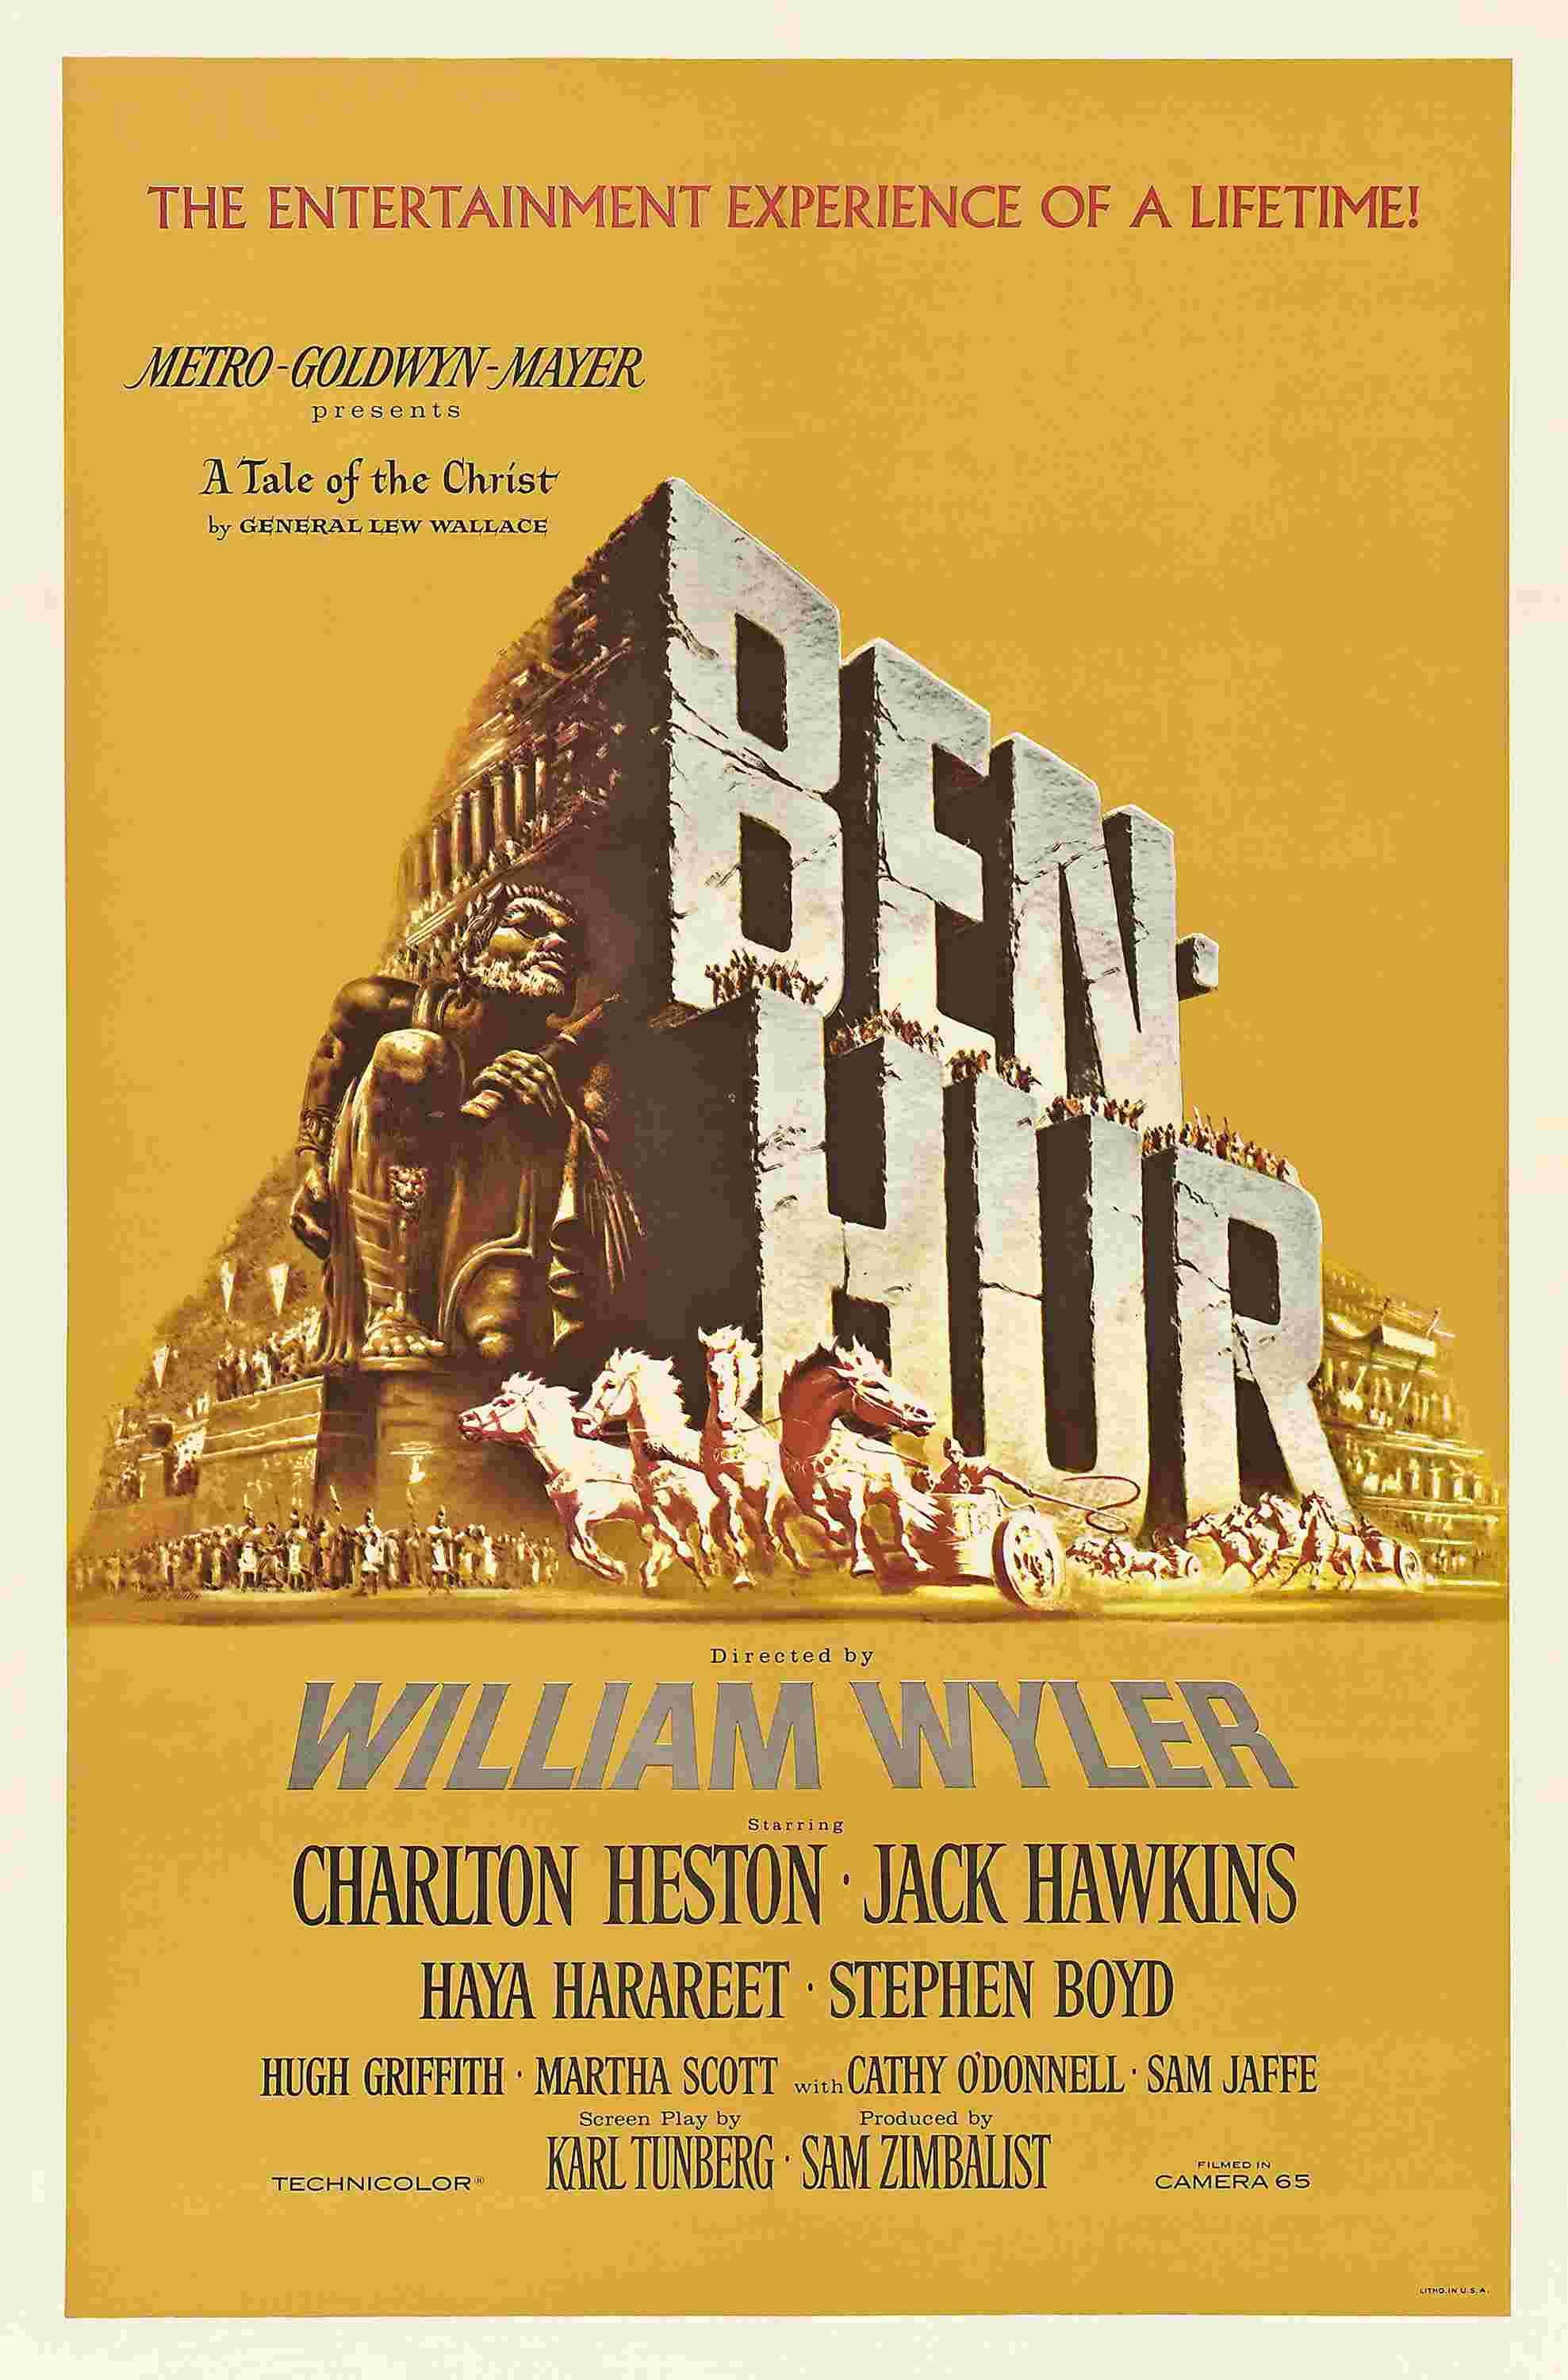 THE ENTERTAINMENT EXPERIENCE OF A LIFETIME!
METRO-GOLDWYN-MAYER
presents
A Tale of the Christ
by GENERAL LEW WALLACE
BEN-
HUR
Directed by
WILLIAM WYLER
Starring
CHARLTON HESTON · JACK HAWKINS
HAYA HARAREET · STEPHEN BOYD
HUGH GRIFFITH · MARTHA SCOTT with CATHY O'DONNELL · SAM JAFFE
Screen Play by Produced by
KARL TUNBERG · SAM ZIMBALIST
TECHNICOLOR®
FILMED IN
CAMERA 65
LITHO. IN U.S.A.